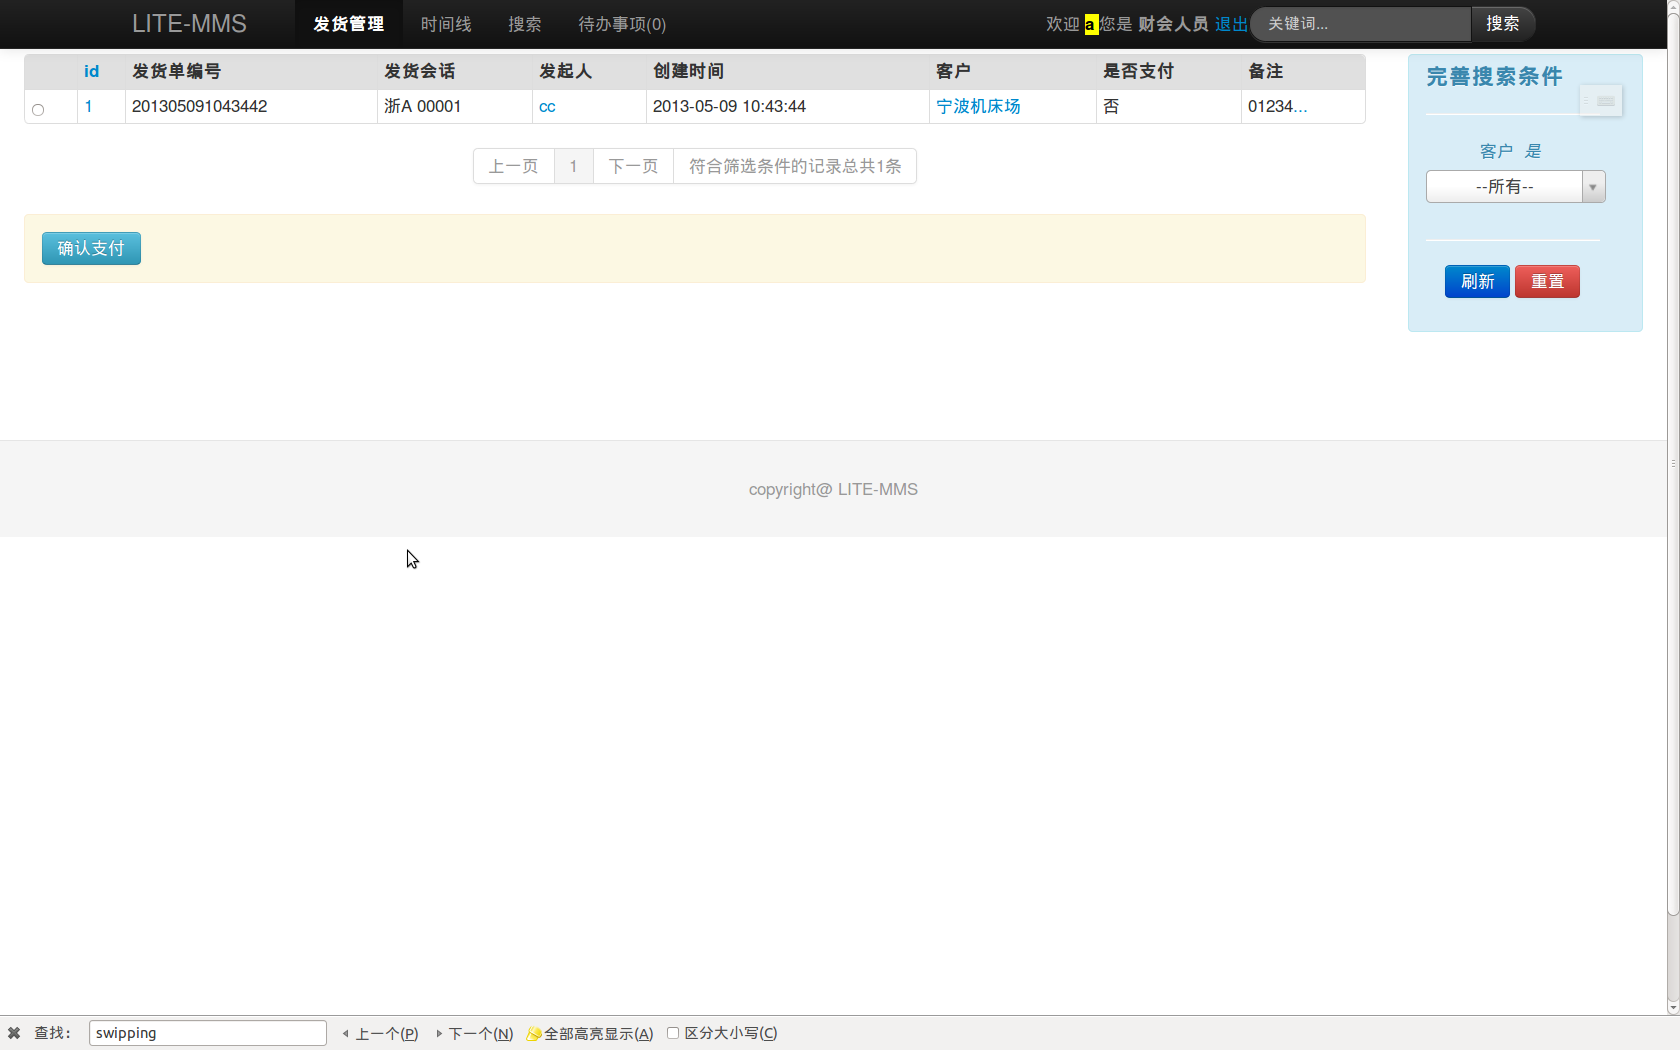 LITE-MMS 发货管理 时间线 搜索 待办事项(0) 欢迎 a 您是 财会人员 退出 关键词... 搜索
id 发货单编号 发货会话 发起人 创建时间 客户 是否支付 备注
1 201305091043442 浙A 00001 cc 2013-05-09 10:43:44 宁波机床场 否 01234...
上一页 1 下一页 符合筛选条件的记录总共1条
确认支付
完善搜索条件
客户 是
--所有--
刷新 重置
copyright@ LITE-MMS
查找: swipping 上一个(P) 下一个(N) 全部高亮显示(A) 区分大小写(C)